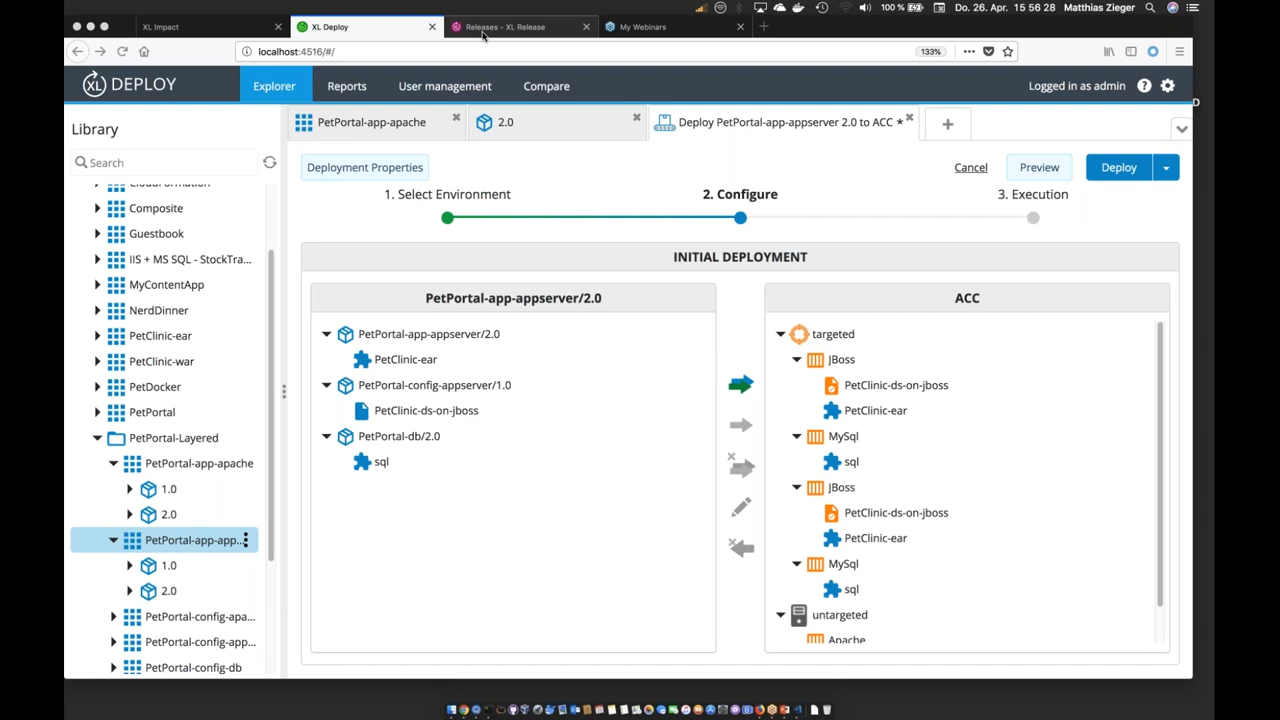 100 %
Do. 26. Apr. 15 56 28
Matthias Zieger
XL Impact
XL Deploy
Releases - XL Release
My Webinars
localhost:4516/#/
133%
XL DEPLOY
Explorer
Reports
User management
Compare
Logged in as admin
Library
PetPortal-app-apache
2.0
Deploy PetPortal-app-appserver 2.0 to ACC *
Search
Deployment Properties
Cancel
Preview
Deploy
1. Select Environment
2. Configure
3. Execution
CloudFormation
Composite
Guestbook
IIS + MS SQL - StockTra...
MyContentApp
NerdDinner
PetClinic-ear
PetClinic-war
PetDocker
PetPortal
PetPortal-Layered
PetPortal-app-apache
1.0
2.0
PetPortal-app-app...
1.0
2.0
PetPortal-config-apa...
PetPortal-config-app...
PetPortal-config-db
INITIAL DEPLOYMENT
PetPortal-app-appserver/2.0
PetPortal-app-appserver/2.0
PetClinic-ear
PetPortal-config-appserver/1.0
PetClinic-ds-on-jboss
PetPortal-db/2.0
sql
ACC
targeted
JBoss
PetClinic-ds-on-jboss
PetClinic-ear
MySql
sql
JBoss
PetClinic-ds-on-jboss
PetClinic-ear
MySql
sql
untargeted
Apache